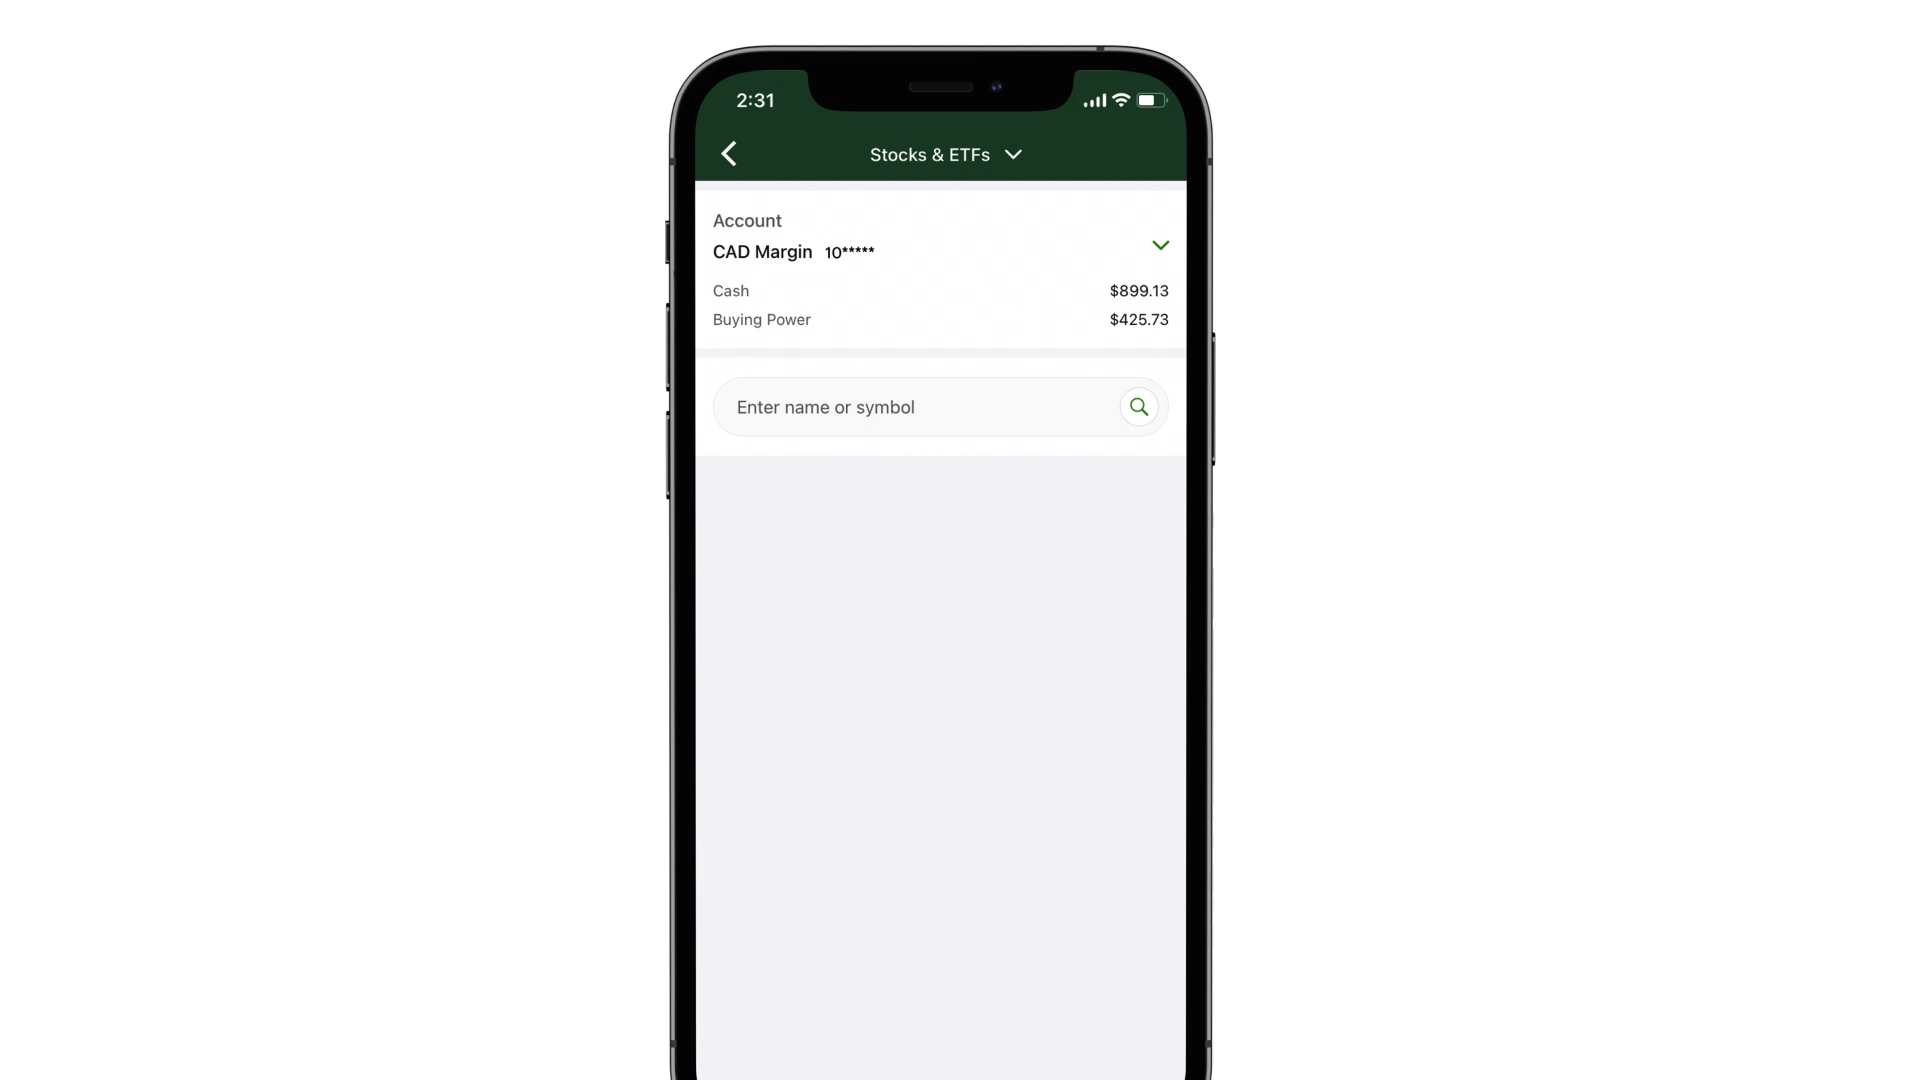 2:31
Stocks & ETFs
Account
CAD Margin 10*****
Cash $899.13
Buying Power $425.73
Enter name or symbol